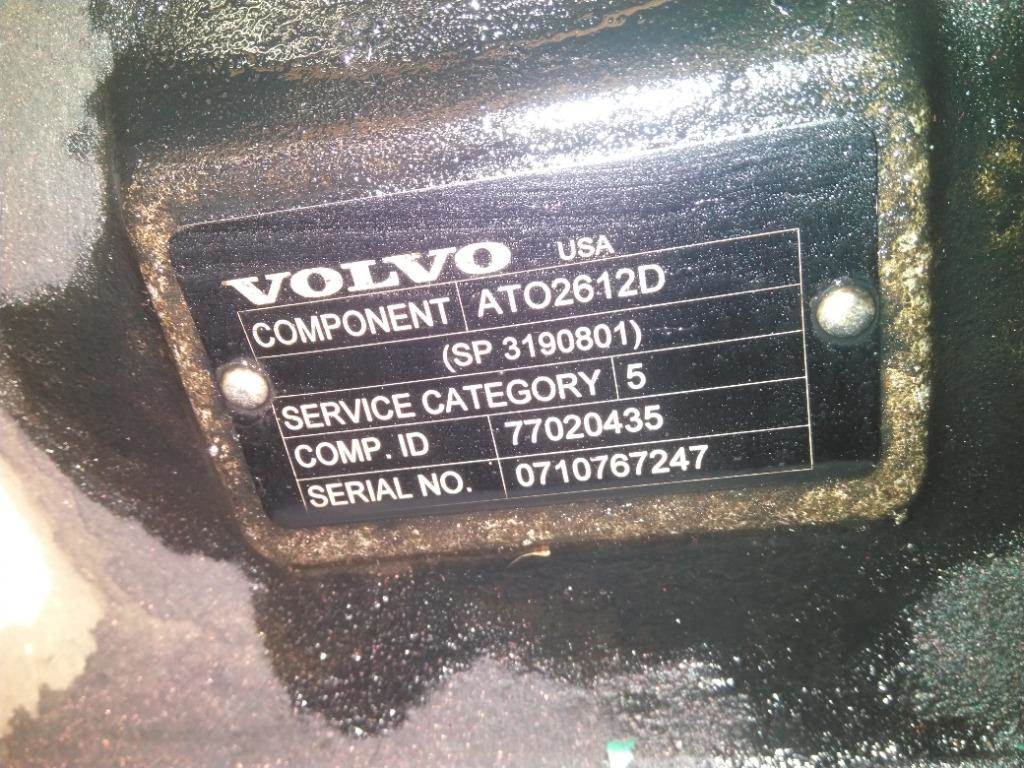 VOLVO USA
COMPONENT ATO2612D
(SP 3190801)
SERVICE CATEGORY 5
COMP. ID 77020435
SERIAL NO. 0710767247